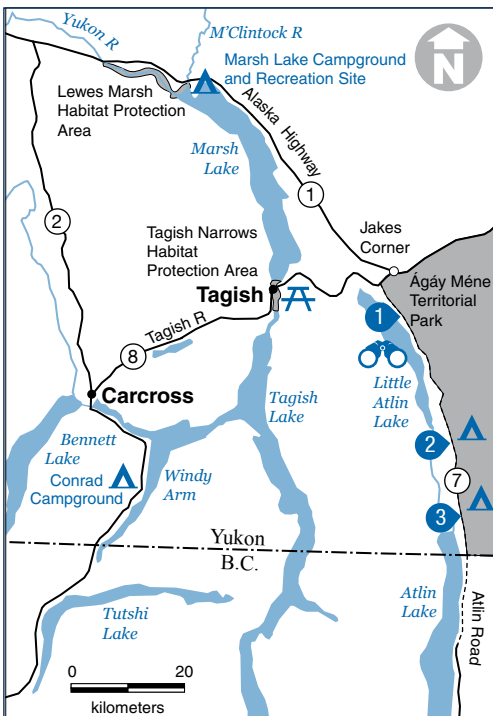 Yukon R
M'Clintock R
N
Marsh Lake Campground
and Recreation Site
Lewes Marsh
Habitat Protection
Area
Alaska Highway
Marsh
Lake
1
2
Jakes
Corner
Tagish Narrows
Habitat
Protection Area
Tagish
Ágáy Méne
Territorial
Park
1
Tagish R
8
Little
Atlin
Lake
Carcross
Tagish
Lake
Bennett
Lake
2
Conrad
Campground
Windy
Arm
7
3
Yukon
B.C.
Atlin
Lake
Tutshi
Lake
Atlin Road
0 20
kilometers